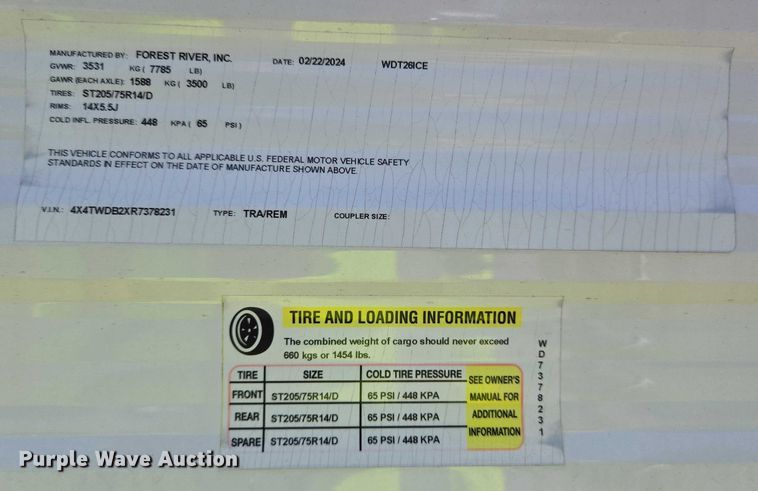 MANUFACTURED BY: FOREST RIVER, INC. DATE: 02/22/2024 WDT26ICE
GVWR: 3531 KG ( 7785 LB)
GAWR (EACH AXLE): 1588 KG ( 3500 LB)
TIRES: ST205/75R14/D
RIMS: 14X5.5J
COLD INFL. PRESSURE: 448 KPA ( 65 PSI )
THIS VEHICLE CONFORMS TO ALL APPLICABLE U.S. FEDERAL MOTOR VEHICLE SAFETY
STANDARDS IN EFFECT ON THE DATE OF MANUFACTURE SHOWN ABOVE.
V.I.N.: 4X4TWDB2XR7378231 TYPE: TRA/REM COUPLER SIZE:
TIRE AND LOADING INFORMATION
The combined weight of cargo should never exceed
660 kgs or 1454 lbs.
TIRE SIZE COLD TIRE PRESSURE SEE OWNER'S
FRONT ST205/75R14/D 65 PSI / 448 KPA MANUAL FOR
REAR ST205/75R14/D 65 PSI / 448 KPA ADDITIONAL
SPARE ST205/75R14/D 65 PSI / 448 KPA INFORMATION
WD7378231
Purple Wave Auction